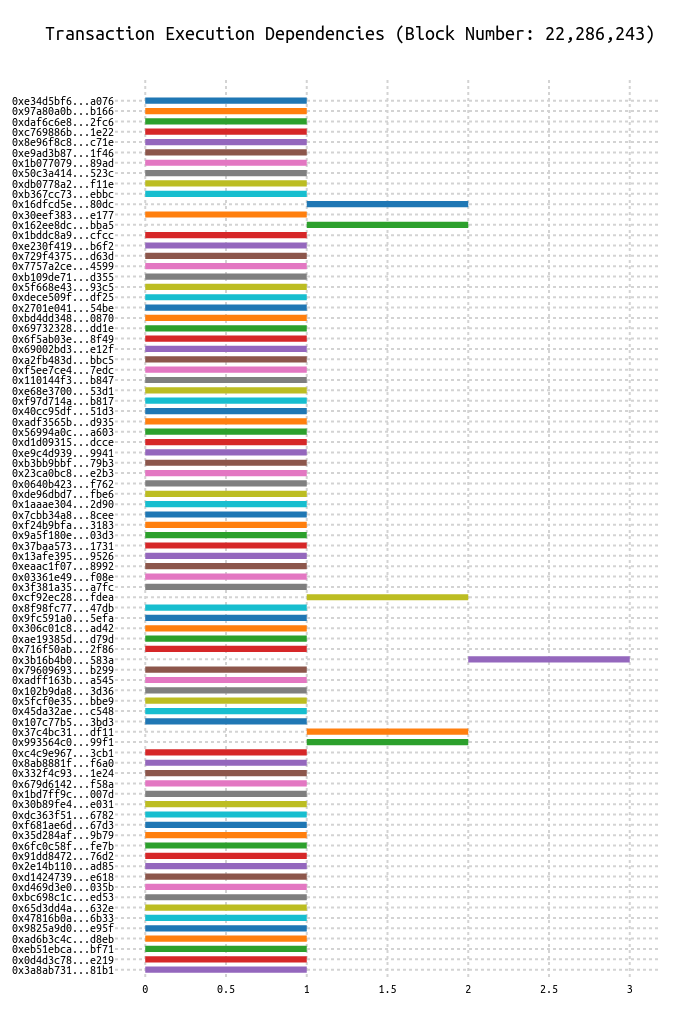 Transaction Execution Dependencies (Block Number: 22,286,243)
0xe34d5bf6...a076
0x97a80a0b...b166
0xdaf6c6e8...2fc6
0xc769886b...1e22
0x8e96f8c8...c71e
0xe9ad3b87...1f46
0x1b077079...89ad
0x50c3a414...523c
0xdb0778a2...f11e
0xb367cc73...ebbc
0x16dfcd5e...80dc
0x30eef383...e177
0x162ee8dc...bba5
0x1bddc8a9...cfcc
0xe230f419...b6f2
0x729f4375...d63d
0x7757a2ce...4599
0xb109de71...d355
0x5f668e43...93c5
0xdece509f...df25
0x2701e041...54be
0xbd4dd348...0870
0x69732328...dd1e
0x6f5ab03e...8f49
0x69002bd3...e12f
0xa2fb483d...bbc5
0xf5ee7ce4...7edc
0x110144f3...b847
0xe68e3700...53d1
0xf97d714a...b817
0x40cc95df...51d3
0xadf3565b...d935
0x56994a0c...a603
0xd1d09315...dcce
0xe9c4d939...9941
0xb3bb9bbf...79b3
0x23ca0bc8...e2b3
0x0640b423...f762
0xde96dbd7...fbe6
0x1aaae304...2d90
0x7cbb34a8...8cee
0xf24b9bfa...3183
0x9a5f180e...03d3
0x37baa573...1731
0x13afe395...9526
0xeaac1f07...8992
0x03361e49...f08e
0x3f381a35...a7fc
0xcf92ec28...fdea
0x8f98fc77...47db
0x9fc591a0...5efa
0x306c01c8...ad42
0xae19385d...d79d
0x716f50ab...2f86
0x3b16b4b0...583a
0x79609693...b299
0xadff163b...a545
0x102b9da8...3d36
0x5fcf0e35...bbe9
0x45da32ae...c548
0x107c77b5...3bd3
0x37c4bc31...df11
0x993564c0...99f1
0xc4c9e967...3cb1
0x8ab8881f...f6a0
0x332f4c93...1e24
0x679d6142...f58a
0x1bd7ff9c...007d
0x30b89fe4...e031
0xdc363f51...6782
0xf681ae6d...67d3
0x35d284af...9b79
0x6fc0c58f...fe7b
0x91dd8472...76d2
0x2e14b110...ad85
0xd1424739...e618
0xd469d3e0...035b
0xbc698c1c...ed53
0x65d3dd4a...632e
0x47816b0a...6b33
0x9825a9d0...e95f
0xad6b3c4c...d8eb
0xeb51ebca...bf71
0x0d4d3c78...e219
0x3a8ab731...81b1
0 0.5 1 1.5 2 2.5 3